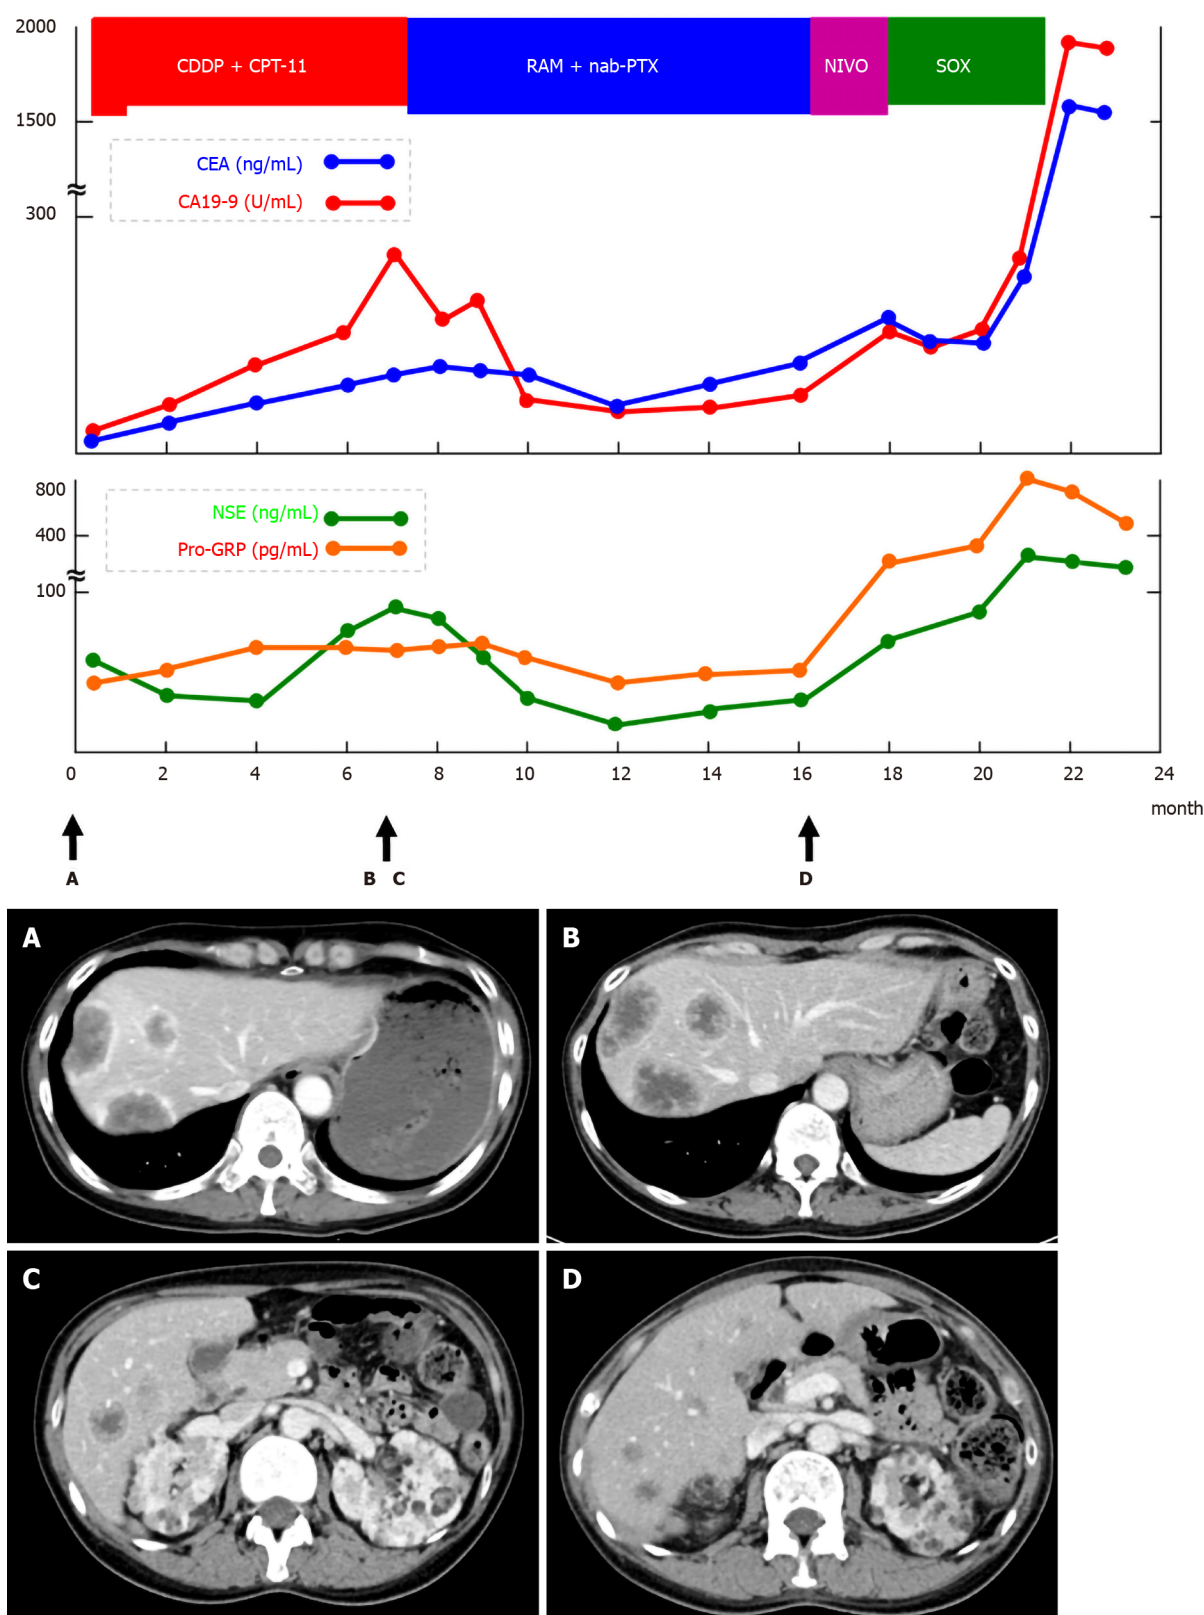 2000
CDDP + CPT-11 RAM + nab-PTX NIVO SOX
1500
CEA (ng/mL)
CA19-9 (U/mL)
300
800
NSE (ng/mL)
400
Pro-GRP (pg/mL)
100
0 2 4 6 8 10 12 14 16 18 20 22 24
month
A B C D
A B
C D